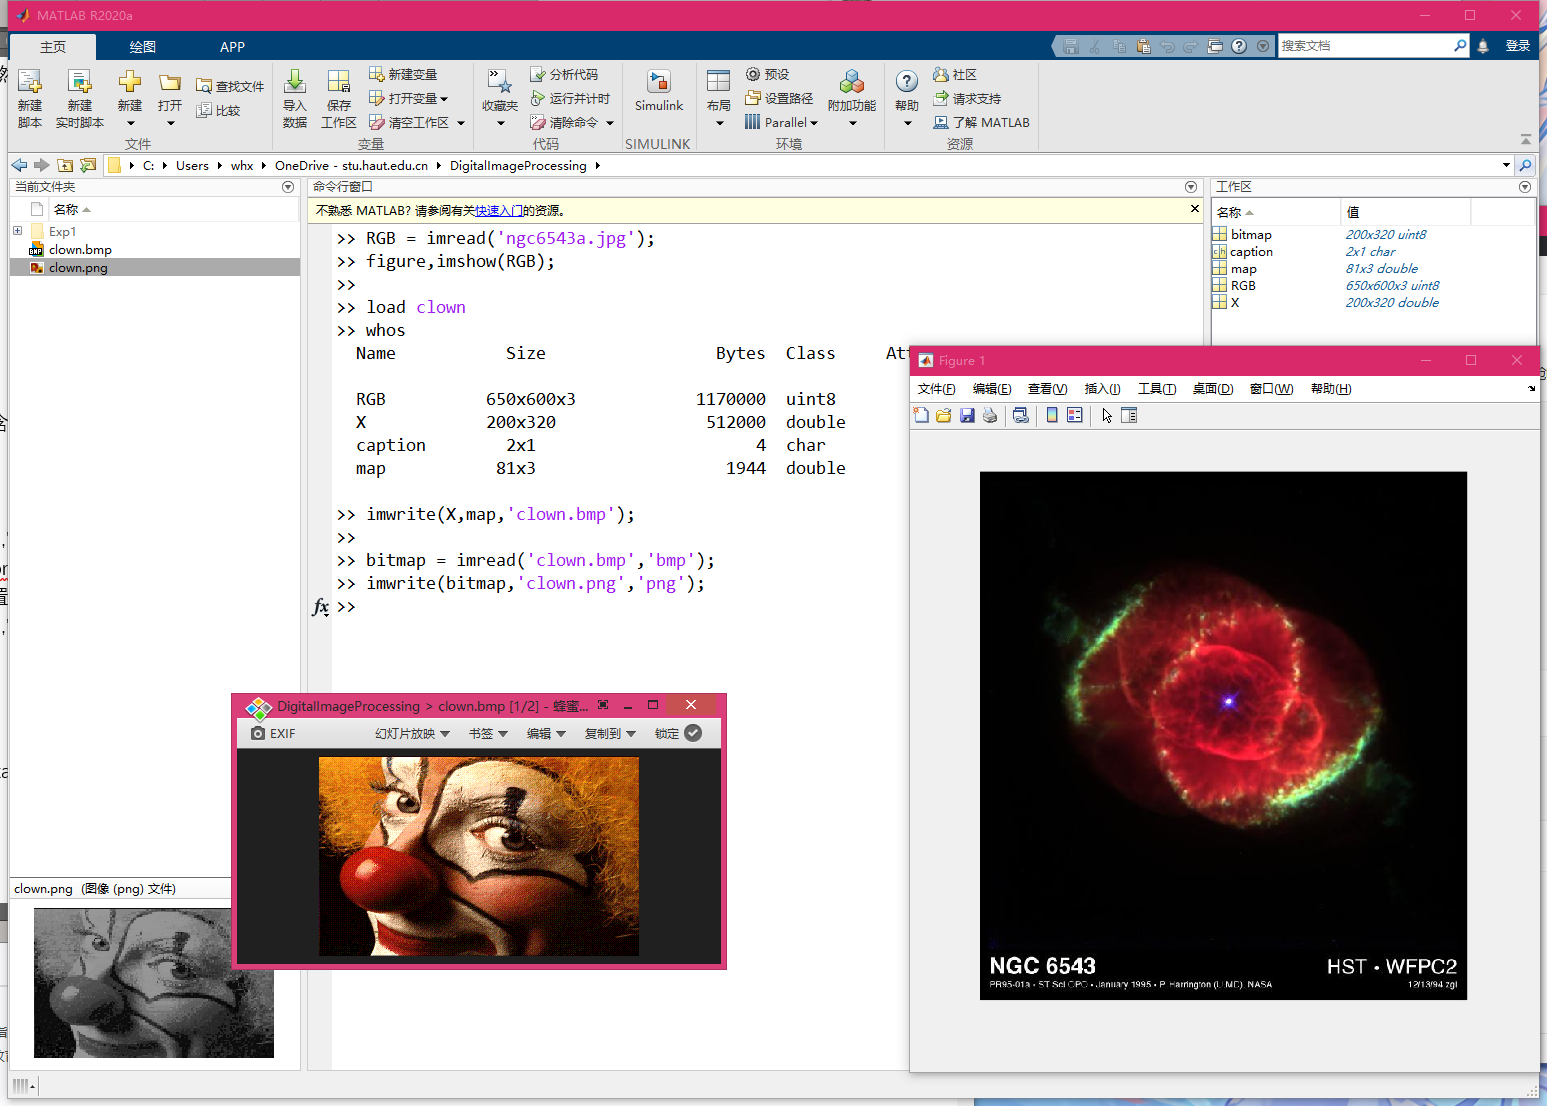 MATLAB R2020a
主页 绘图 APP
搜索文档 登录
新建脚本 新建实时脚本 新建 打开 查找文件 比较
文件
导入数据 保存工作区 新建变量 打开变量 清空工作区
变量
收藏夹 分析代码 运行并计时 清除命令
代码
Simulink
SIMULINK
布局 预设 设置路径 Parallel 附加功能
环境
帮助 社区 请求支持 了解 MATLAB
资源
C: Users whx OneDrive - stu.haut.edu.cn DigitalImageProcessing
当前文件夹
名称
Exp1
clown.bmp
clown.png
命令行窗口
不熟悉 MATLAB? 请参阅有关快速入门的资源。
>> RGB = imread('ngc6543a.jpg');
>> figure,imshow(RGB);
>>
>> load clown
>> whos
Name Size Bytes Class
RGB 650x600x3 1170000 uint8
X 200x320 512000 double
caption 2x1 4 char
map 81x3 1944 double
>> imwrite(X,map,'clown.bmp');
>>
>> bitmap = imread('clown.bmp','bmp');
>> imwrite(bitmap,'clown.png','png');
fx >>
工作区
名称 值
bitmap 200x320 uint8
caption 2x1 char
map 81x3 double
RGB 650x600x3 uint8
X 200x320 double
Figure 1
文件(F) 编辑(E) 查看(V) 插入(I) 工具(T) 桌面(D) 窗口(W) 帮助(H)
NGC 6543 HST • WFPC2
PR95-01a • ST ScI OPO • January 1995 • P. Harrington (U.MD), NASA 12/13/94 zgl
DigitalImageProcessing > clown.bmp [1/2] - 蜂蜜...
EXIF 幻灯片放映 书签 编辑 复制到 锁定
clown.png (图像 (png) 文件)